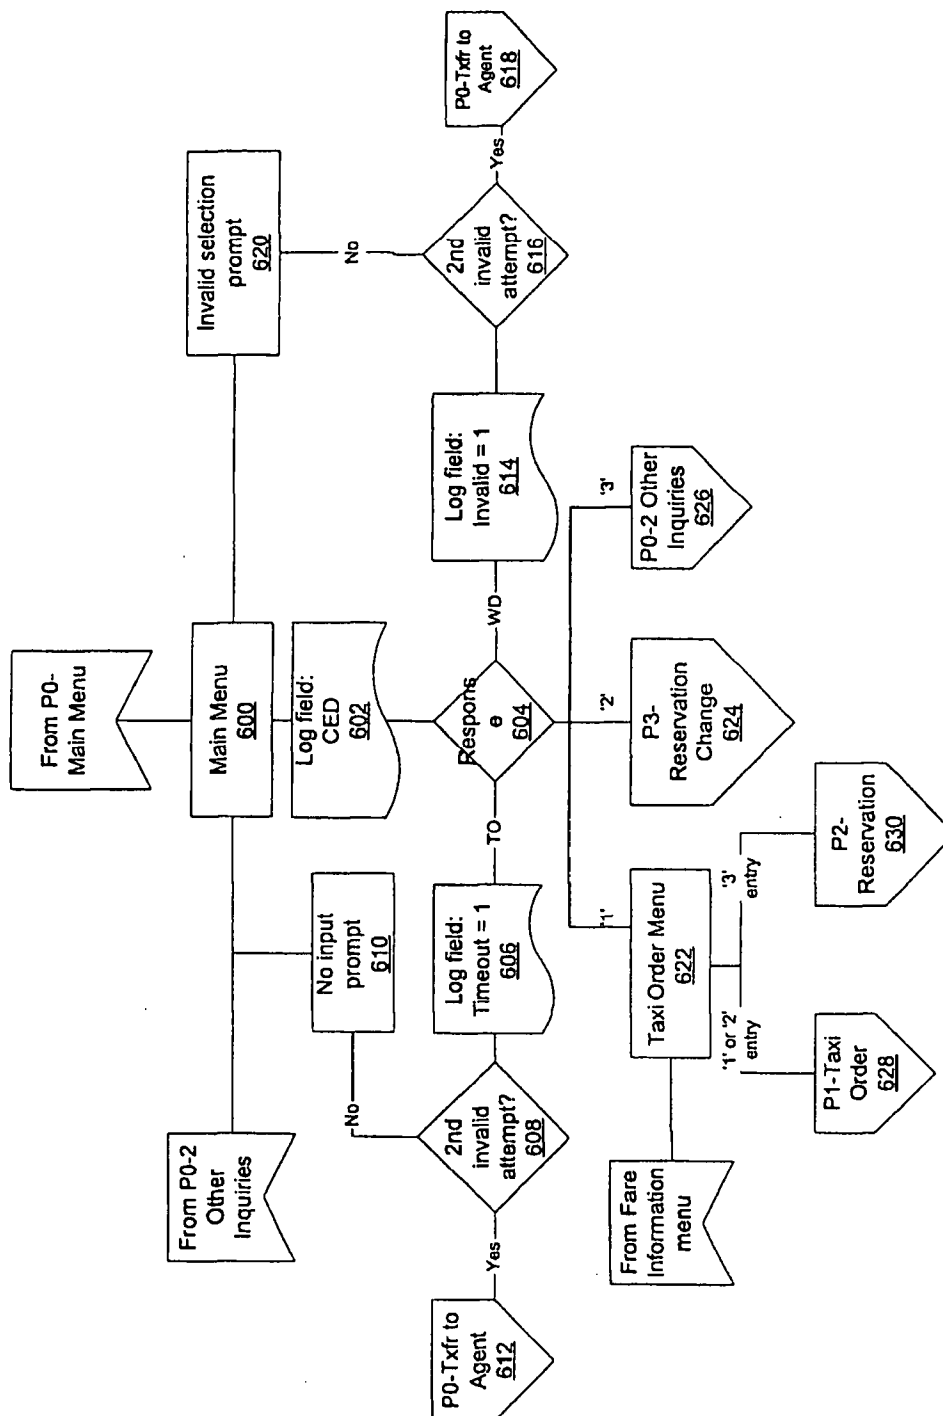 From P0-
Main Menu
From P0-2
Other
Inquiries
Main Menu
600
Invalid selection
prompt
620
No input
prompt
610
Log field:
CED
602
No
No
P0-Txfr to
Agent
612
Yes
2nd
invalid
attempt?
608
Log field:
Timeout = 1
606
TO
Respons
e
604
WD
Log field:
Invalid = 1
614
2nd
invalid
attempt?
616
Yes
P0-Txfr to
Agent
618
'1'
'2'
'3'
From Fare
Information
menu
Taxi Order Menu
622
P3-
Reservation
Change
624
P0-2 Other
Inquiries
626
'1' or '2'
entry
'3'
entry
P1-Taxi
Order
628
P2-
Reservation
630